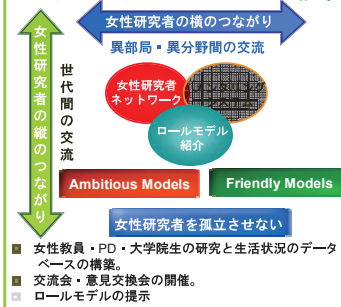 女性研究者の横のつながり
異部局・異分野間の交流
女性研究者の縦のつながり
世代間の交流
女性研究者
ネットワーク
ロールモデル
紹介
Ambitious Models
Friendly Models
女性研究者を孤立させない
女性教員・PD・大学院生の研究と生活状況のデータ
ベースの構築。
交流会・意見交換会の開催。
ロールモデルの提示